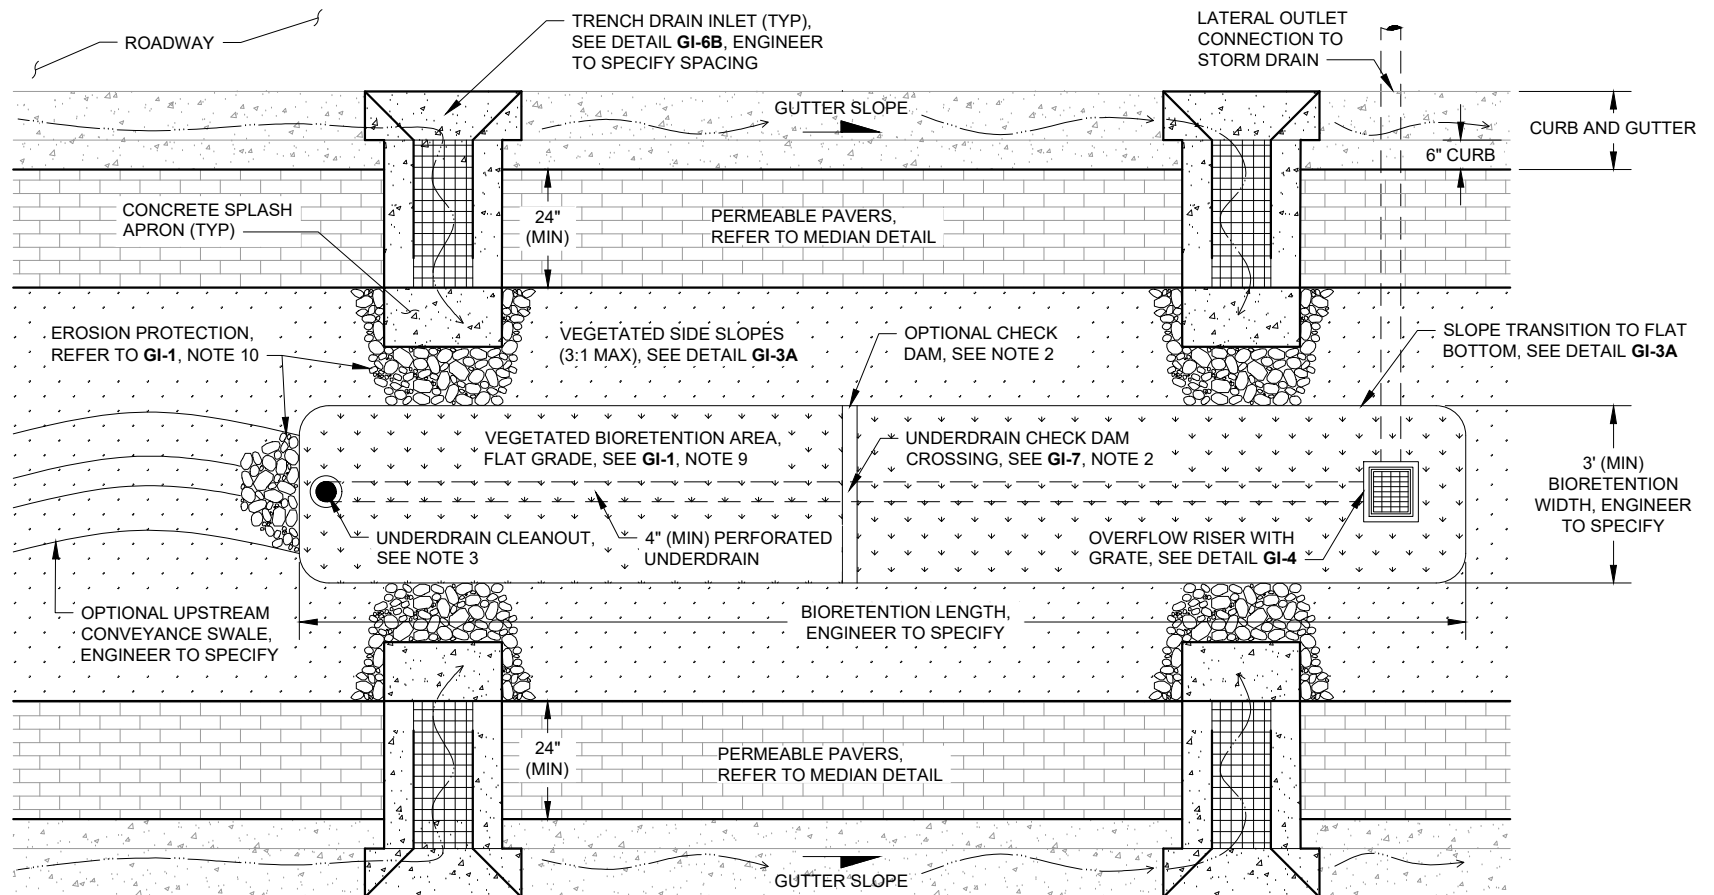 ROADWAY
TRENCH DRAIN INLET (TYP),
SEE DETAIL GI-6B, ENGINEER
TO SPECIFY SPACING
LATERAL OUTLET
CONNECTION TO
STORM DRAIN
GUTTER SLOPE
CURB AND GUTTER
6" CURB
CONCRETE SPLASH
APRON (TYP)
24"
(MIN)
PERMEABLE PAVERS,
REFER TO MEDIAN DETAIL
EROSION PROTECTION,
REFER TO GI-1, NOTE 10
VEGETATED SIDE SLOPES
(3:1 MAX), SEE DETAIL GI-3A
OPTIONAL CHECK
DAM, SEE NOTE 2
SLOPE TRANSITION TO FLAT
BOTTOM, SEE DETAIL GI-3A
VEGETATED BIORETENTION AREA,
FLAT GRADE, SEE GI-1, NOTE 9
UNDERDRAIN CHECK DAM
CROSSING, SEE GI-7, NOTE 2
3' (MIN)
BIORETENTION
WIDTH, ENGINEER
TO SPECIFY
UNDERDRAIN CLEANOUT,
SEE NOTE 3
4" (MIN) PERFORATED
UNDERDRAIN
OVERFLOW RISER WITH
GRATE, SEE DETAIL GI-4
OPTIONAL UPSTREAM
CONVEYANCE SWALE,
ENGINEER TO SPECIFY
BIORETENTION LENGTH,
ENGINEER TO SPECIFY
24"
(MIN)
PERMEABLE PAVERS,
REFER TO MEDIAN DETAIL
GUTTER SLOPE